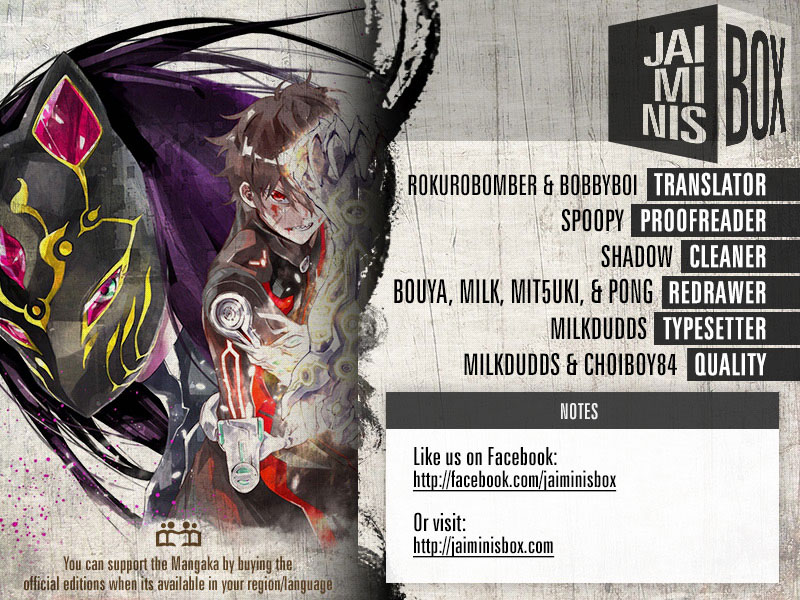 JAI
MI
NIS
BOX
ROKUROBOMBER & BOBBYBOI TRANSLATOR
SPOOPY PROOFREADER
SHADOW CLEANER
BOUYA, MILK, MIT5UKI, & PONG REDRAWER
MILKDUDDS TYPESETTER
MILKDUDDS & CHOIBOY84 QUALITY
NOTES
Like us on Facebook:
http://facebook.com/jaiminisbox
Or visit:
http://jaiminisbox.com
You can support the Mangaka by buying the
official editions when its available in your region/language